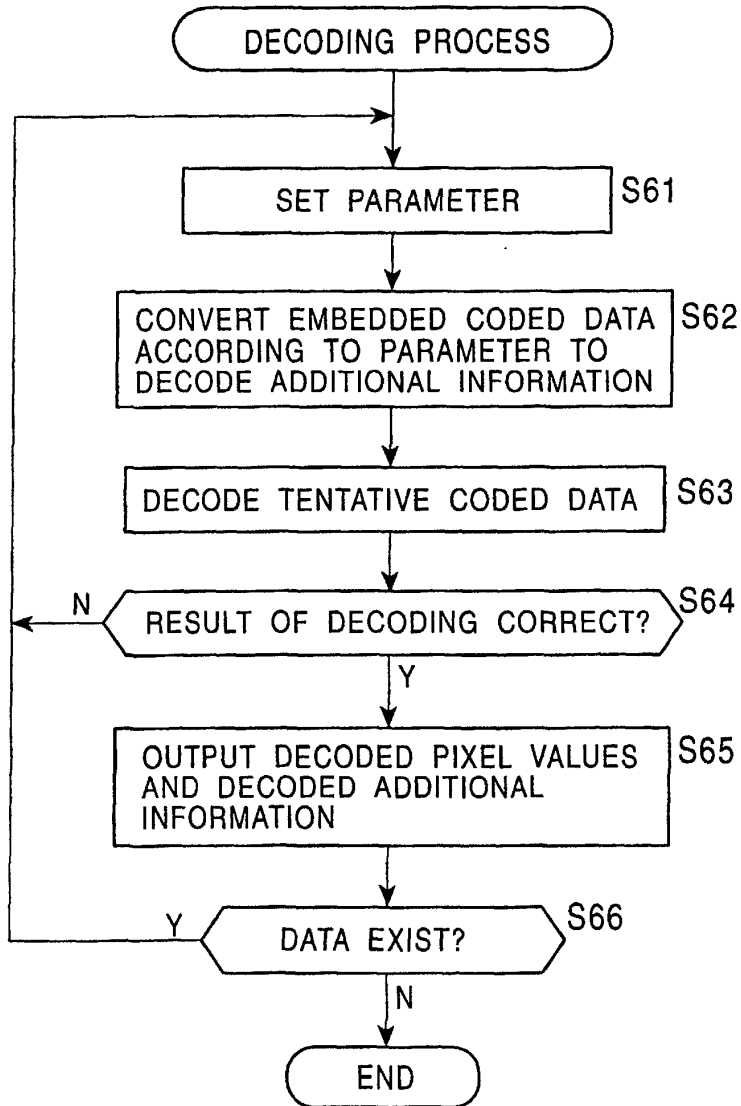 DECODING PROCESS
SET PARAMETER
S61
CONVERT EMBEDDED CODED DATA
ACCORDING TO PARAMETER TO
DECODE ADDITIONAL INFORMATION
S62
DECODE TENTATIVE CODED DATA
S63
N
RESULT OF DECODING CORRECT?
S64
Y
OUTPUT DECODED PIXEL VALUES
AND DECODED ADDITIONAL
INFORMATION
S65
Y
DATA EXIST?
S66
N
END